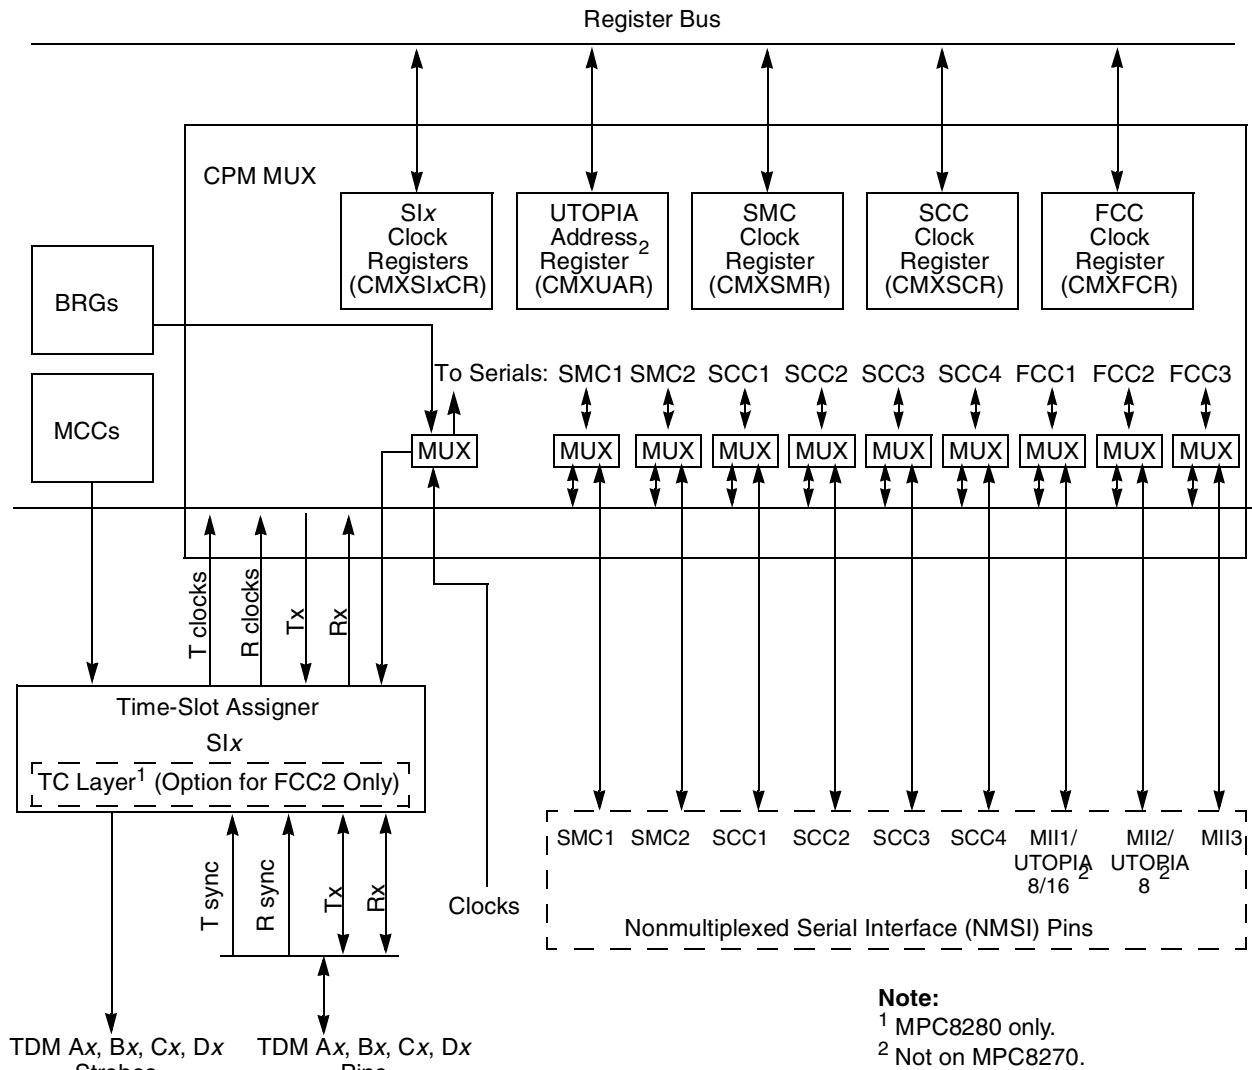 Register Bus
CPM MUX
SIx
Clock
Registers
(CMXSIxCR)
UTOPIA
Address
Register 2
(CMXUAR)
SMC
Clock
Register
(CMXSMR)
SCC
Clock
Register
(CMXSCR)
FCC
Clock
Register
(CMXFCR)
BRGs
MCCs
To Serials: SMC1 SMC2 SCC1 SCC2 SCC3 SCC4 FCC1 FCC2 FCC3
MUX MUX MUX MUX MUX MUX MUX MUX MUX MUX
T clocks
R clocks
Tx
Rx
Time-Slot Assigner
SIx
TC Layer1 (Option for FCC2 Only)
T sync
R sync
Tx
Rx
Clocks
SMC1 SMC2 SCC1 SCC2 SCC3 SCC4
MII1/
UTOPIA
8/16 2
MII2/
UTOPIA
8 2
MII3
Nonmultiplexed Serial Interface (NMSI) Pins
TDM Ax, Bx, Cx, Dx
Strobes
TDM Ax, Bx, Cx, Dx
Pins
Note:
1 MPC8280 only.
2 Not on MPC8270.